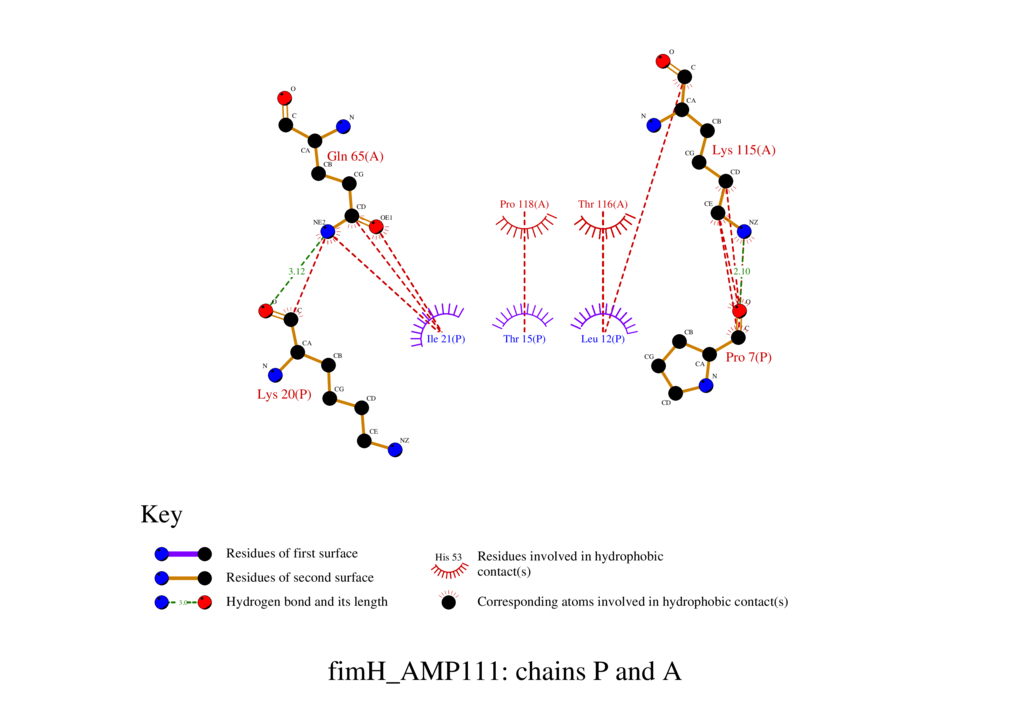 O
C
N
CA
Gln 65(A)
CB
CG
CD
NE2
OE1
3.12
O
C
CA
N
CB
Lys 20(P)
CG
CD
CE
NZ
Pro 118(A)
Thr 116(A)
Ile 21(P)
Thr 15(P)
Leu 12(P)
O
C
CA
N
CB
Lys 115(A)
CG
CD
CE
NZ
2.10
O
C
CB
CG
CA
Pro 7(P)
N
CD
Key
Residues of first surface
Residues of second surface
Hydrogen bond and its length
His 53
Residues involved in hydrophobic
contact(s)
Corresponding atoms involved in hydrophobic contact(s)
fimH_AMP111: chains P and A